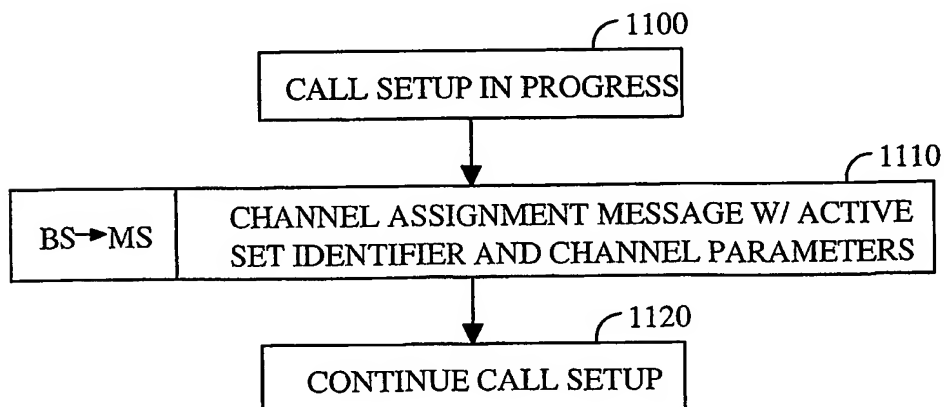 1100
CALL SETUP IN PROGRESS
1110
BS→MS
CHANNEL ASSIGNMENT MESSAGE W/ ACTIVE
SET IDENTIFIER AND CHANNEL PARAMETERS
1120
CONTINUE CALL SETUP